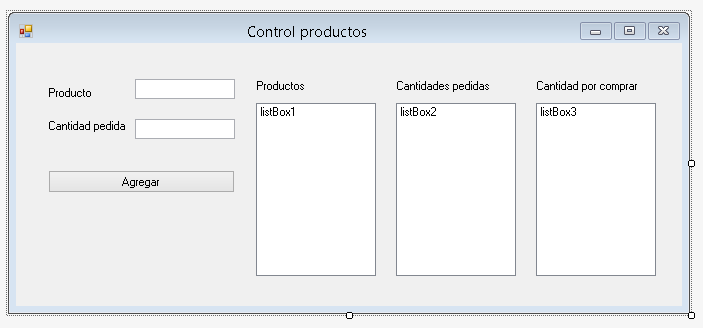 Control productos
Producto
Cantidad pedida
Agregar
Productos
listBox1
Cantidades pedidas
listBox2
Cantidad por comprar
listBox3